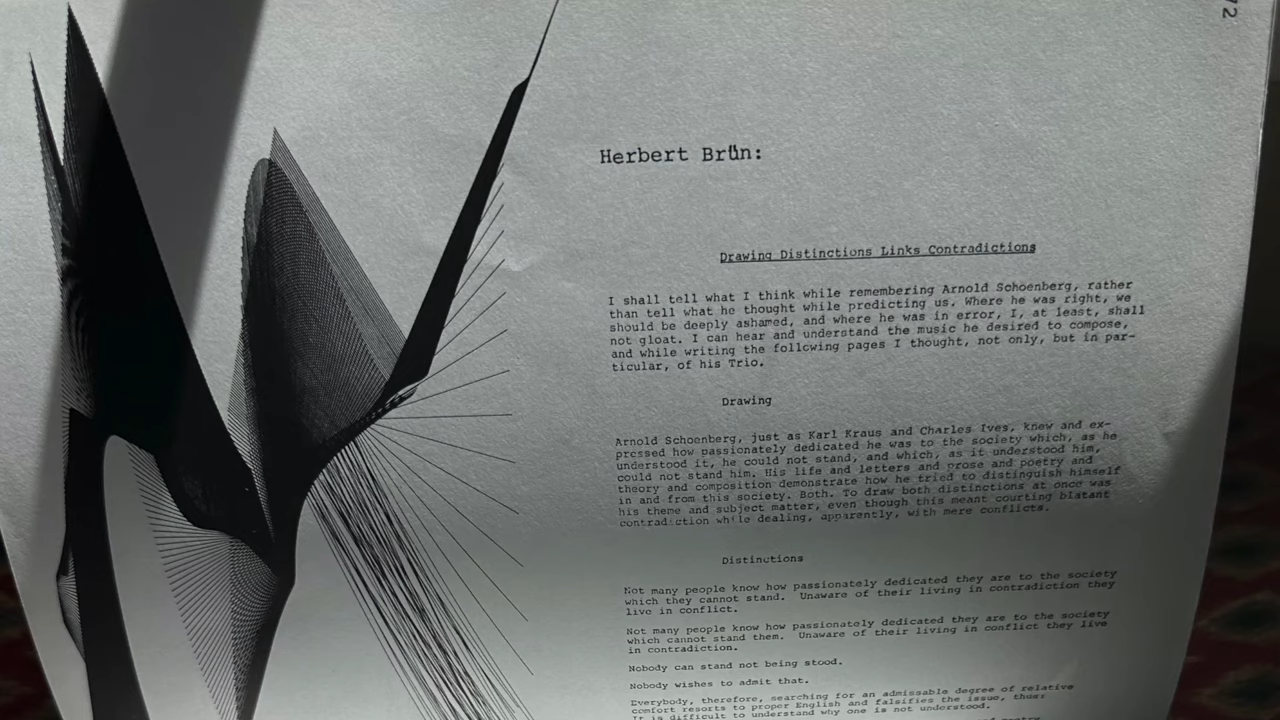 72
Herbert Brün:
Drawing Distinctions Links Contradictions
I shall tell what I think while remembering Arnold Schoenberg, rather
than tell what he thought while predicting us. Where he was right, we
should be deeply ashamed, and where he was in error, I, at least, shall
not gloat. I can hear and understand the music he desired to compose,
and while writing the following pages I thought, not only, but in par-
ticular, of his Trio.
Drawing
Arnold Schoenberg, just as Karl Kraus and Charles Ives, knew and ex-
pressed how passionately dedicated he was to the society which, as he
understood it, he could not stand, and which, as it understood him,
could not stand him. His life and letters and prose and poetry and
theory and composition demonstrate how he tried to distinguish himself
in and from this society. Both. To draw both distinctions at once was
his theme and subject matter, even though this meant courting blatant
contradiction while dealing, apparently, with mere conflicts.
Distinctions
Not many people know how passionately dedicated they are to the society
which they cannot stand. Unaware of their living in contradiction they
live in conflict.
Not many people know how passionately dedicated they are to the society
which cannot stand them. Unaware of their living in conflict they live
in contradiction.
Nobody can stand not being stood.
Nobody wishes to admit that.
Everybody, therefore, searching for an admissable degree of relative
comfort resorts to proper English and falsifies the issue, thus:
It is difficult to understand why one is not understood.